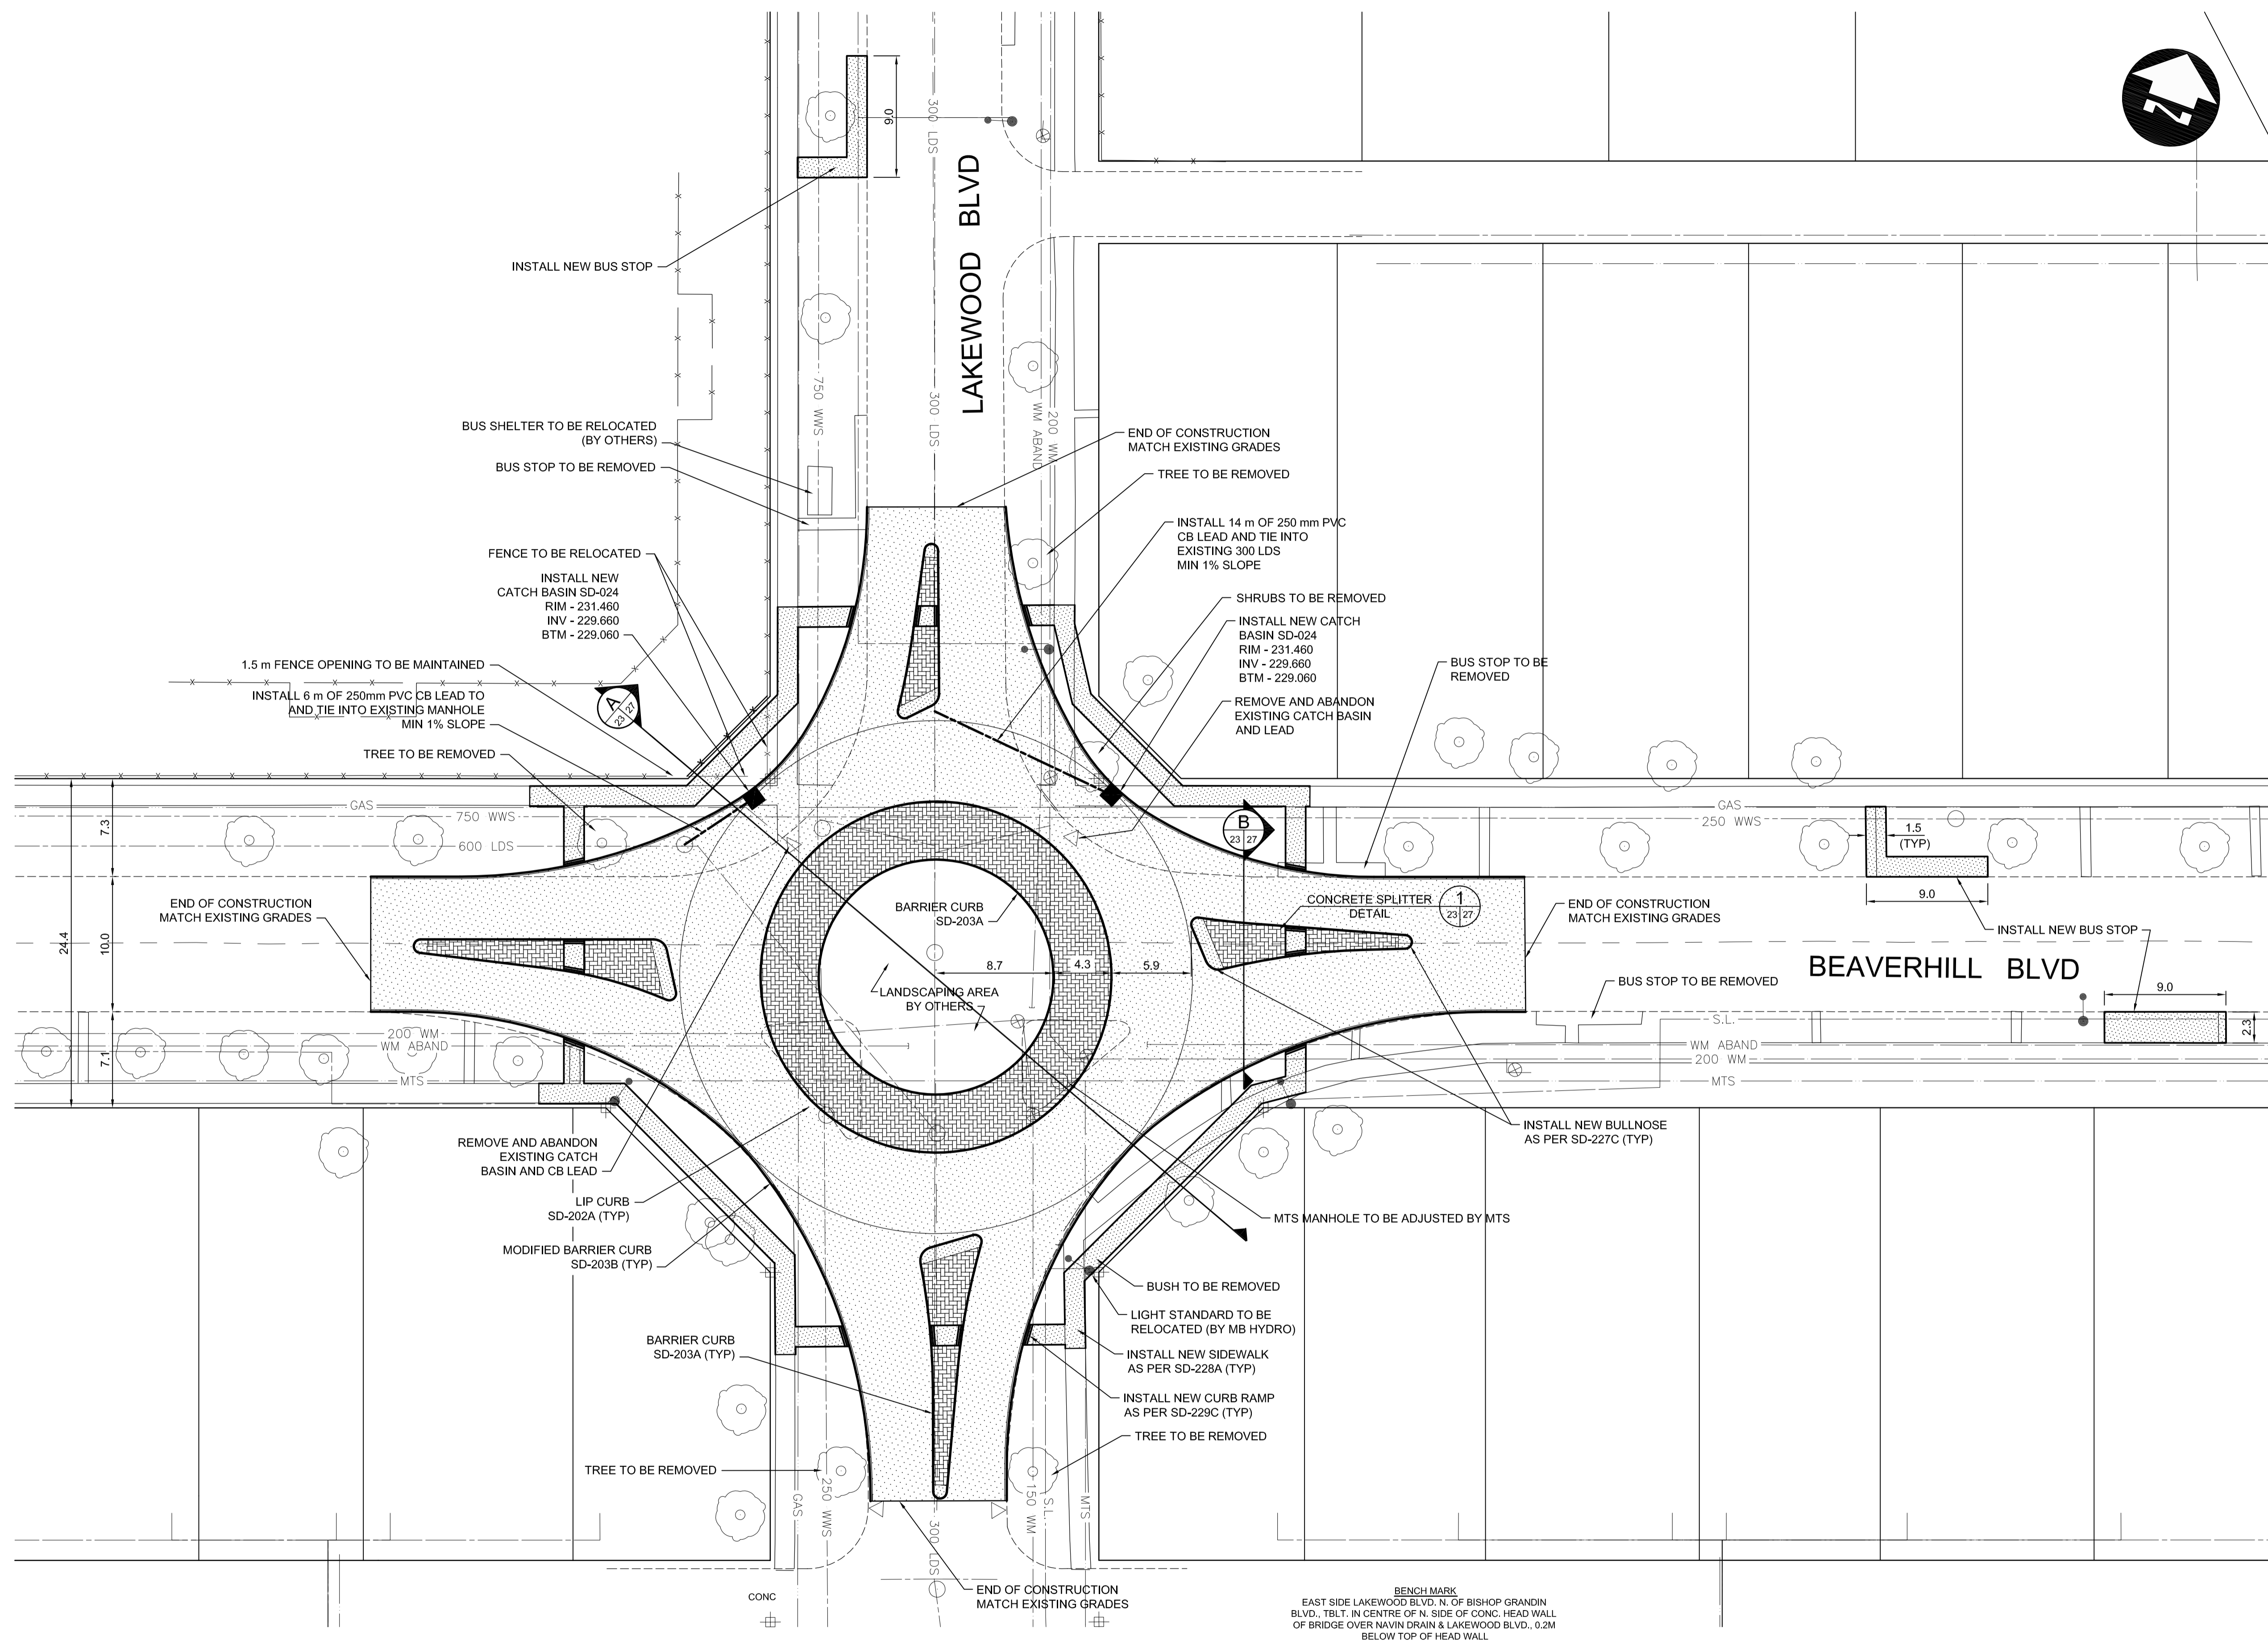 9.0
300 LDS
LAKEWOOD BLVD
N
INSTALL NEW BUS STOP
750 WWS
300 LDS
WM ABAND
200 WM
BUS SHELTER TO BE RELOCATED
(BY OTHERS)
BUS STOP TO BE REMOVED
END OF CONSTRUCTION
MATCH EXISTING GRADES
TREE TO BE REMOVED
INSTALL 14 m OF 250 mm PVC
CB LEAD AND TIE INTO
EXISTING 300 LDS
MIN 1% SLOPE
FENCE TO BE RELOCATED
INSTALL NEW
CATCH BASIN SD-024
RIM - 231.460
INV - 229.660
BTM - 229.060
SHRUBS TO BE REMOVED
INSTALL NEW CATCH
BASIN SD-024
RIM - 231.460
INV - 229.660
BTM - 229.060
1.5 m FENCE OPENING TO BE MAINTAINED
INSTALL 6 m OF 250mm PVC CB LEAD TO
AND TIE INTO EXISTING MANHOLE
MIN 1% SLOPE
A
23 27
BUS STOP TO BE
REMOVED
REMOVE AND ABANDON
EXISTING CATCH BASIN
AND LEAD
TREE TO BE REMOVED
GAS
750 WWS
600 LDS
7.3
B
23 27
GAS
250 WWS
1.5
(TYP)
9.0
END OF CONSTRUCTION
MATCH EXISTING GRADES
24.4
10.0
BARRIER CURB
SD-203A
CONCRETE SPLITTER
DETAIL
1
23 27
END OF CONSTRUCTION
MATCH EXISTING GRADES
INSTALL NEW BUS STOP
8.7
4.3
5.9
BEAVERHILL BLVD
BUS STOP TO BE REMOVED
9.0
2.3
LANDSCAPING AREA
BY OTHERS
200 WM
WM ABAND
MTS
7.1
S.L.
WM ABAND
200 WM
MTS
REMOVE AND ABANDON
EXISTING CATCH
BASIN AND CB LEAD
INSTALL NEW BULLNOSE
AS PER SD-227C (TYP)
LIP CURB
SD-202A (TYP)
MTS MANHOLE TO BE ADJUSTED BY MTS
MODIFIED BARRIER CURB
SD-203B (TYP)
BUSH TO BE REMOVED
LIGHT STANDARD TO BE
RELOCATED (BY MB HYDRO)
BARRIER CURB
SD-203A (TYP)
INSTALL NEW SIDEWALK
AS PER SD-228A (TYP)
INSTALL NEW CURB RAMP
AS PER SD-229C (TYP)
TREE TO BE REMOVED
TREE TO BE REMOVED
GAS
250 WWS
300 LDS
150 WM
S.L.
MTS
CONC
END OF CONSTRUCTION
MATCH EXISTING GRADES
BENCH MARK
EAST SIDE LAKEWOOD BLVD. N. OF BISHOP GRANDIN
BLVD., TBLT. IN CENTRE OF N. SIDE OF CONC. HEAD WALL
OF BRIDGE OVER NAVIN DRAIN & LAKEWOOD BLVD., 0.2M
BELOW TOP OF HEAD WALL